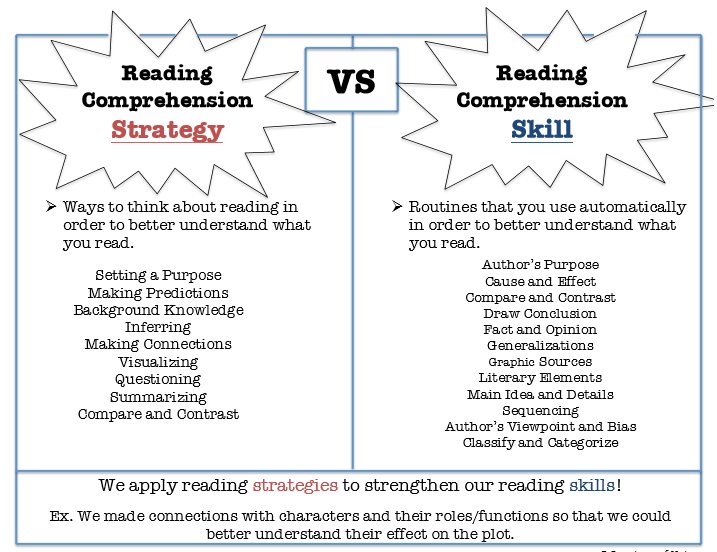 Reading
Comprehension
Strategy
VS
Reading
Comprehension
Skill
➢ Ways to think about reading in
order to better understand what
you read.
Setting a Purpose
Making Predictions
Background Knowledge
Inferring
Making Connections
Visualizing
Questioning
Summarizing
Compare and Contrast
➢ Routines that you use automatically
in order to better understand what
you read.
Author's Purpose
Cause and Effect
Compare and Contrast
Draw Conclusion
Fact and Opinion
Generalizations
Graphic Sources
Literary Elements
Main Idea and Details
Sequencing
Author's Viewpoint and Bias
Classify and Categorize
We apply reading strategies to strengthen our reading skills!
Ex. We made connections with characters and their roles/functions so that we could
better understand their effect on the plot.